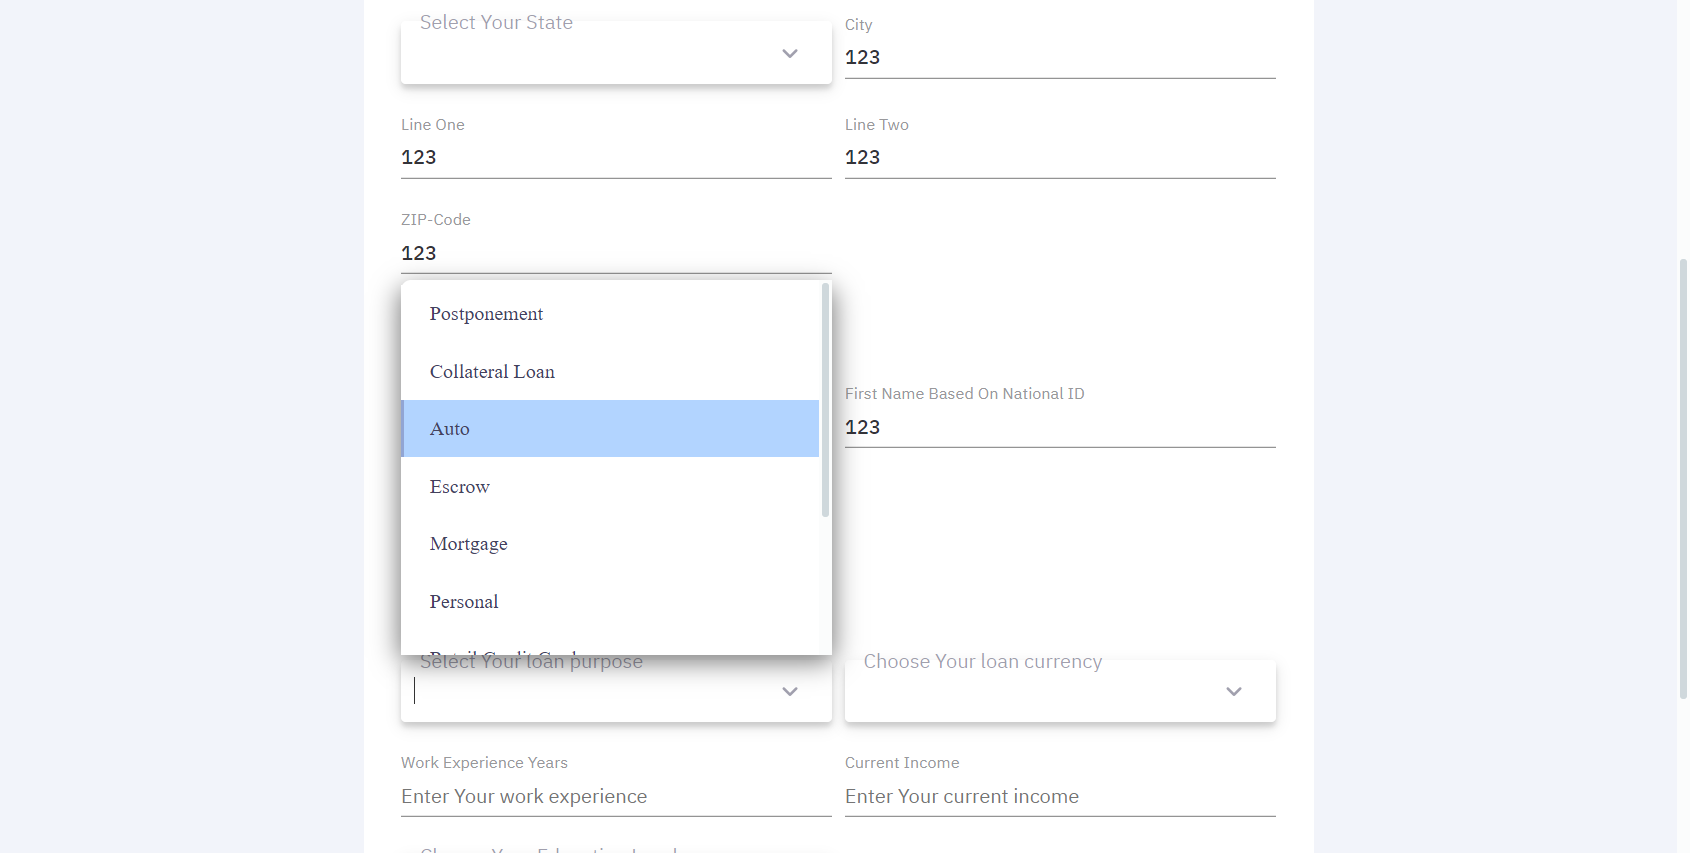 Select Your State
City
123
Line One
Line Two
123
123
ZIP-Code
123
Postponement
Collateral Loan
Auto
First Name Based On National ID
123
Escrow
Mortgage
Personal
Select Your loan purpose
Choose Your loan currency
Work Experience Years
Current Income
Enter Your work experience
Enter Your current income